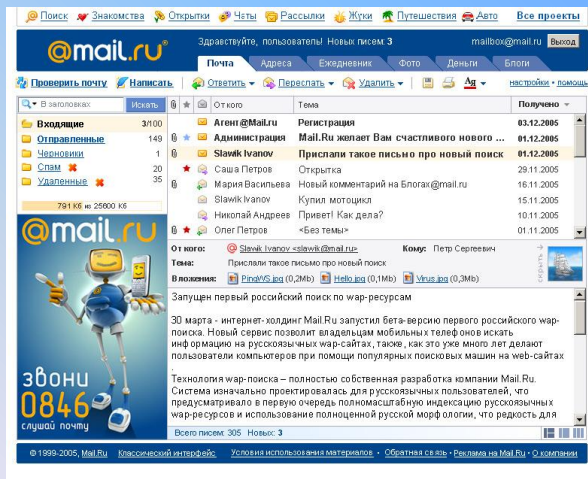 Поиск Знакомства Открытки Чаты Рассылки Жуки Путешествия Авто Все проекты
@mail.ru®
Здравствуйте, пользователь! Новых писем: 3 mailbox@mail.ru Выход
Почта Адреса Ежедневник Фото Деньги Блоги
Проверить почту Написать Ответить Переслать Удалить Ag настройки помощь
В заголовках Искать От кого Тема Получено
Входящие 3/100
Отправленные 149
Черновики 1
Спам 20
Удаленные 35
791 Кб из 25600 Кб
Агент@Mail.ru Регистрация 03.12.2005
Администрация Mail.Ru желает Вам счастливого нового ... 01.12.2005
Slawik Ivanov Прислали такое письмо про новый поиск 01.12.2005
Саша Петров Открытка 29.11.2005
Мария Васильева Новый комментарий на Блогах@mail.ru 16.11.2005
Slawik Ivanov Купил мотоцикл 15.11.2005
Николай Андреев Привет! Как дела? 10.11.2005
Олег Петров <Без темы> 01.11.2005
От кого: Slawik Ivanov <slawik@mail.ru> Кому: Петр Сергеевич
Тема: Прислали такое письмо про новый поиск
Вложения: PingWS.jpg (0,2Mb) Hello.jpg (0,1Mb) Virus.jpg (0,3Mb)
скрыть
Запущен первый российский поиск по wap-ресурсам
30 марта - интернет-холдинг Mail.Ru запустил бета-версию первого российского wap-
поиска. Новый сервис позволит владельцам мобильных телефонов искать
информацию на русскоязычных wap-сайтах, также, как это уже много лет делают
пользователи компьютеров при помощи популярных поисковых машин на web-сайтах
.
Технология wap-поиска – полностью собственная разработка компании Mail.Ru.
Система изначально проектировалась для русскоязычных пользователей, что
предусматривало в первую очередь полномасштабную индексацию русскоязычных
wap-ресурсов и использование полноценной русской морфологии, что редкость для
Всего писем: 305 Новых: 3
@mail.ru
звони
0846
слушай почту
© 1999-2005, Mail.Ru Классический интерфейс Условия использования материалов · Обратная связь · Реклама на Mail.Ru · О компании